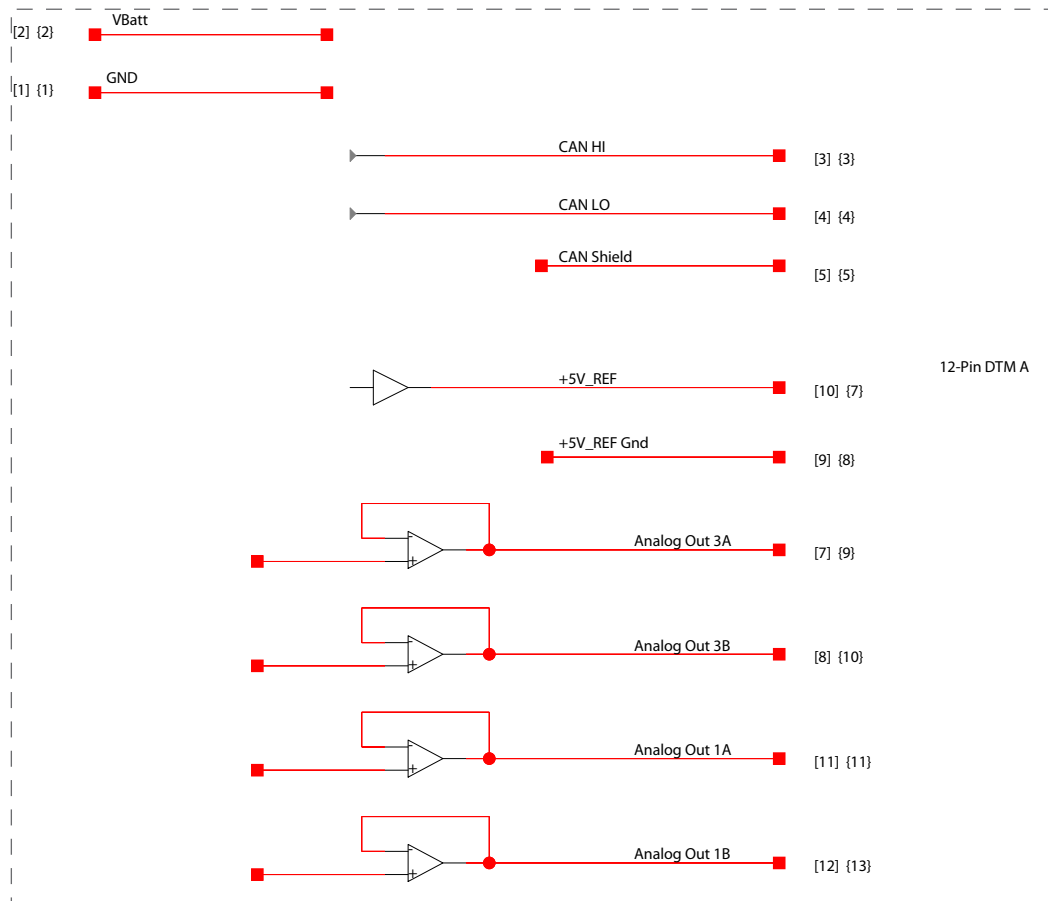 VBatt
[2] {2}
GND
[1] {1}
CAN HI
[3] {3}
CAN LO
[4] {4}
CAN Shield
[5] {5}
12-Pin DTM A
+5V_REF
[10] {7}
+5V_REF Gnd
[9] {8}
-
+
Analog Out 3A
[7] {9}
-
+
Analog Out 3B
[8] {10}
-
+
Analog Out 1A
[11] {11}
-
+
Analog Out 1B
[12] {13}